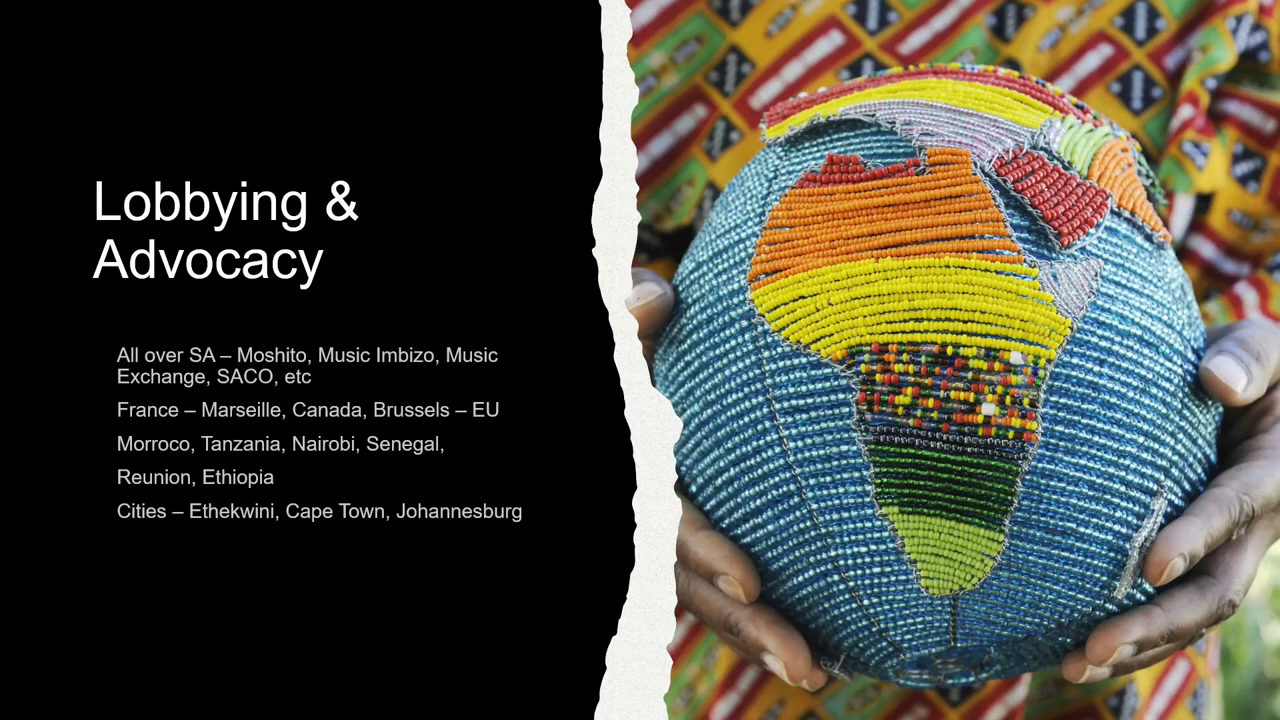 Lobbying &
Advocacy
All over SA – Moshito, Music Imbizo, Music
Exchange, SACO, etc
France – Marseille, Canada, Brussels – EU
Morroco, Tanzania, Nairobi, Senegal,
Reunion, Ethiopia
Cities – Ethekwini, Cape Town, Johannesburg